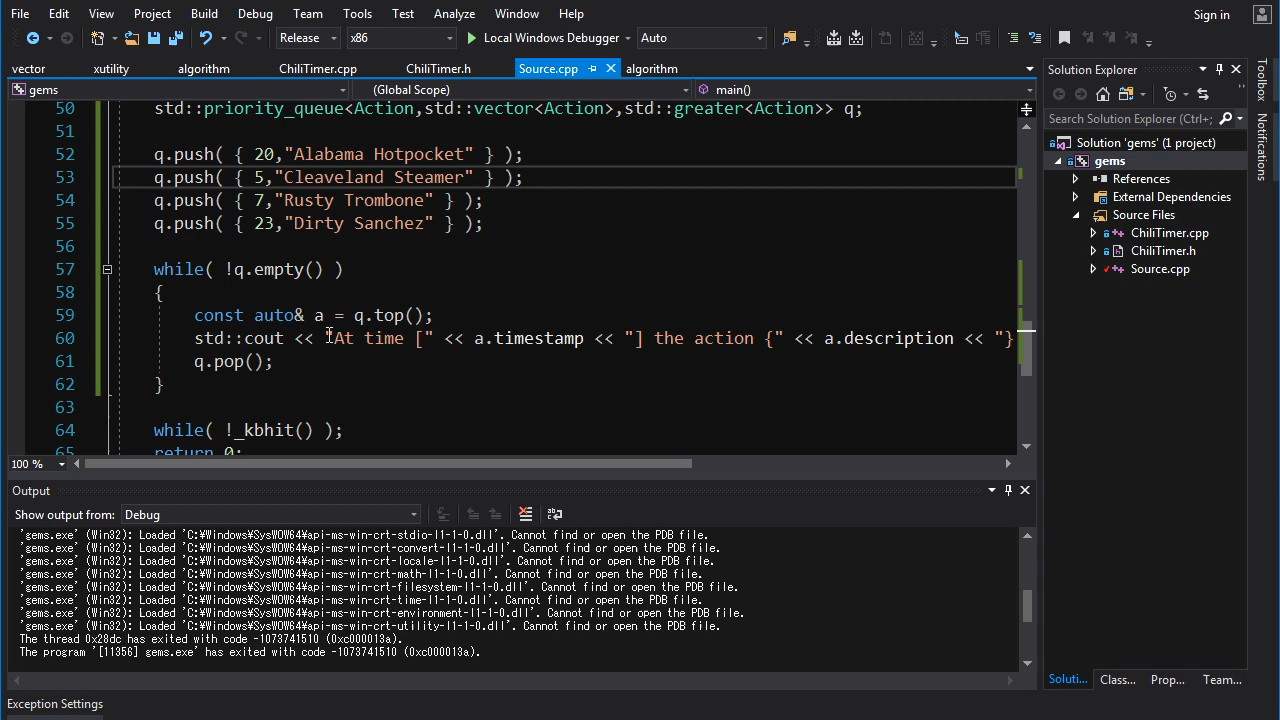 File Edit View Project Build Debug Team Tools Test Analyze Window Help Sign in
Release x86 Local Windows Debugger Auto
vector xutility algorithm ChiliTimer.cpp ChiliTimer.h Source.cpp algorithm
gems (Global Scope) main()
50 std::priority_queue<Action,std::vector<Action>,std::greater<Action>> q;
51
52 q.push( { 20,"Alabama Hotpocket" } );
53 q.push( { 5,"Cleaveland Steamer" } );
54 q.push( { 7,"Rusty Trombone" } );
55 q.push( { 23,"Dirty Sanchez" } );
56
57 while( !q.empty() )
58 {
59 const auto& a = q.top();
60 std::cout << "At time [" << a.timestamp << "] the action {" << a.description << "}
61 q.pop();
62 }
63
64 while( !_kbhit() );
65 return 0;
100 %
Solution Explorer
Search Solution Explorer (Ctrl+;
Solution 'gems' (1 project)
gems
References
External Dependencies
Source Files
ChiliTimer.cpp
ChiliTimer.h
Source.cpp
Soluti... Class... Prop... Team...
Toolbox
Notifications
Output
Show output from: Debug
'gems.exe' (Win32): Loaded 'C:¥Windows¥SysWOW64¥api-ms-win-crt-stdio-l1-1-0.dll'. Cannot find or open the PDB file.
'gems.exe' (Win32): Loaded 'C:¥Windows¥SysWOW64¥api-ms-win-crt-convert-l1-1-0.dll'. Cannot find or open the PDB file.
'gems.exe' (Win32): Loaded 'C:¥Windows¥SysWOW64¥api-ms-win-crt-locale-l1-1-0.dll'. Cannot find or open the PDB file.
'gems.exe' (Win32): Loaded 'C:¥Windows¥SysWOW64¥api-ms-win-crt-math-l1-1-0.dll'. Cannot find or open the PDB file.
'gems.exe' (Win32): Loaded 'C:¥Windows¥SysWOW64¥api-ms-win-crt-filesystem-l1-1-0.dll'. Cannot find or open the PDB file.
'gems.exe' (Win32): Loaded 'C:¥Windows¥SysWOW64¥api-ms-win-crt-time-l1-1-0.dll'. Cannot find or open the PDB file.
'gems.exe' (Win32): Loaded 'C:¥Windows¥SysWOW64¥api-ms-win-crt-environment-l1-1-0.dll'. Cannot find or open the PDB file.
'gems.exe' (Win32): Loaded 'C:¥Windows¥SysWOW64¥api-ms-win-crt-utility-l1-1-0.dll'. Cannot find or open the PDB file.
The thread 0x28dc has exited with code -1073741510 (0xc000013a).
The program '[11356] gems.exe' has exited with code -1073741510 (0xc000013a).
Exception Settings